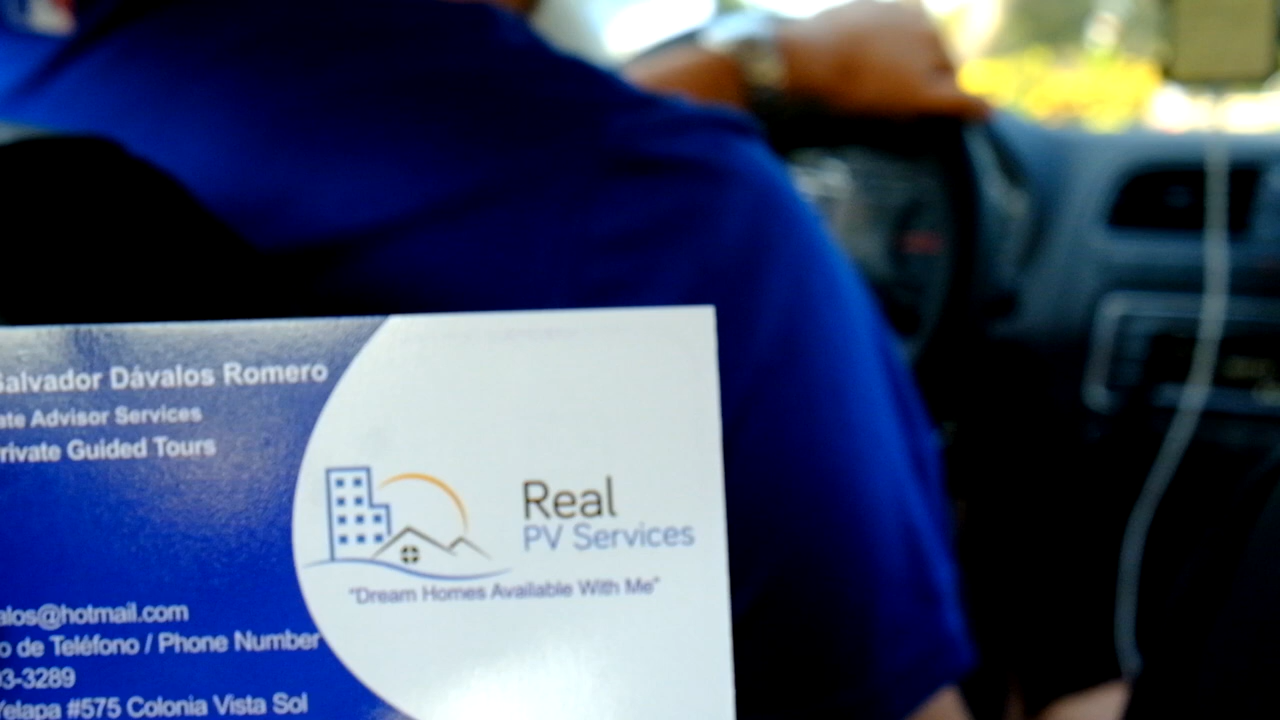 Salvador Dávalos Romero
ate Advisor Services
rivate Guided Tours
Real
PV Services
"Dream Homes Available With Me"
alos@hotmail.com
o de Teléfono / Phone Number
3-3289
Yelapa #575 Colonia Vista Sol